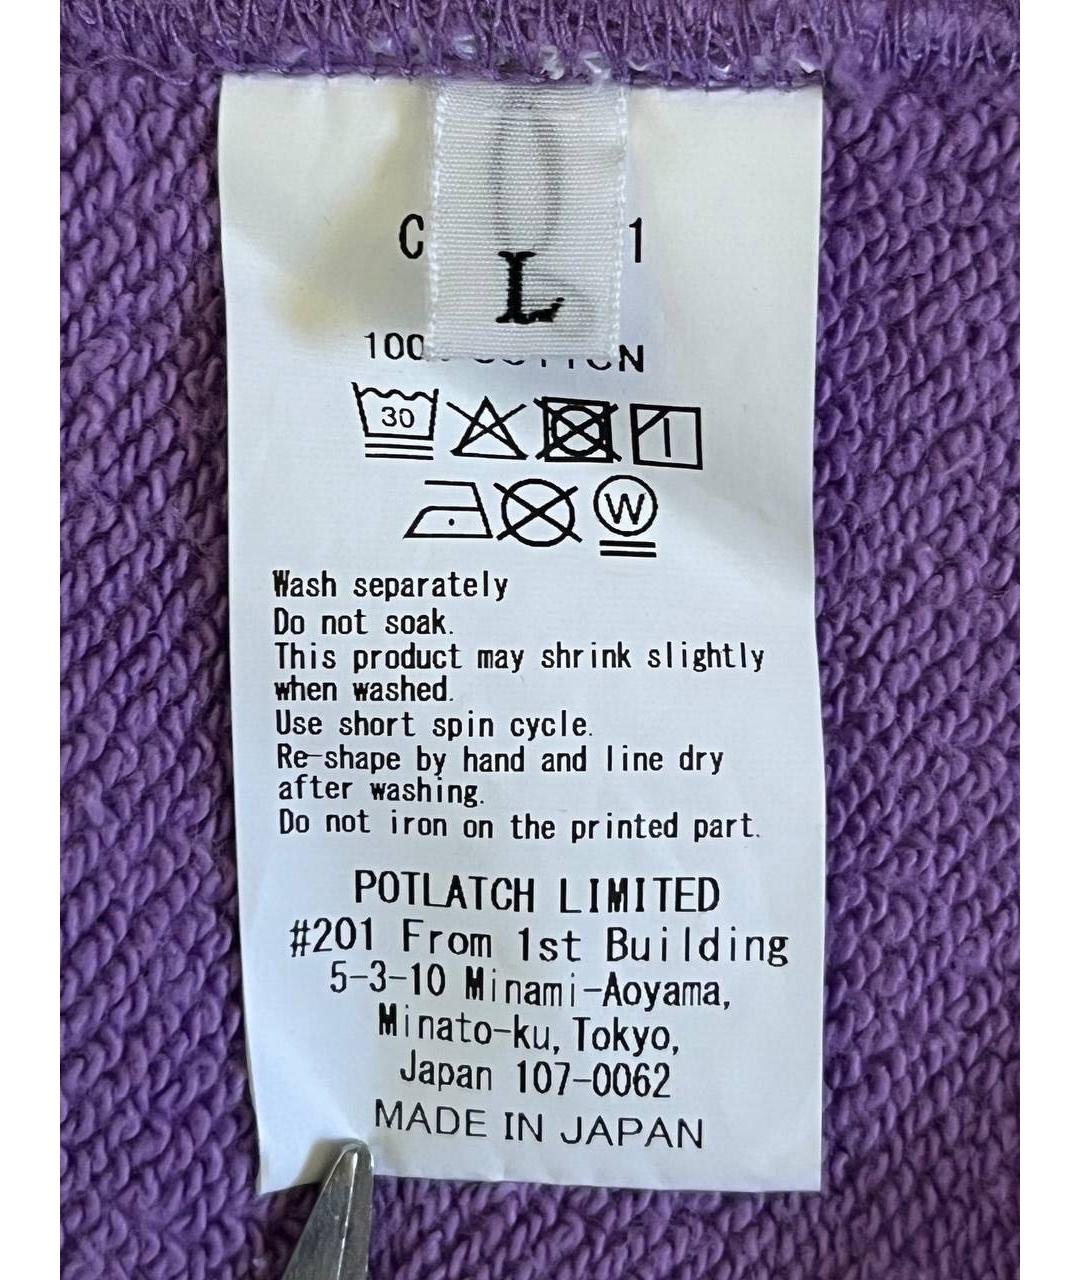 L
30
W
Wash separately
Do not soak.
This product may shrink slightly
when washed.
Use short spin cycle.
Re-shape by hand and line dry
after washing.
Do not iron on the printed part.
POTLATCH LIMITED
#201 From 1st Building
5-3-10 Minami-Aoyama,
Minato-ku, Tokyo,
Japan 107-0062
MADE IN JAPAN